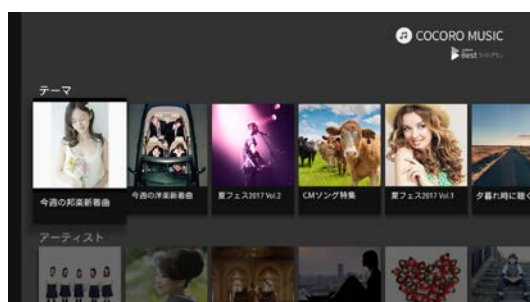 COCORO MUSIC
Best
テーマ
今週の邦楽新着曲
今週の洋楽新着曲
夏フェス2017 Vol.2
CMソング特集
夏フェス2017 Vol.1
夕暮れ時に聴く
アーティスト